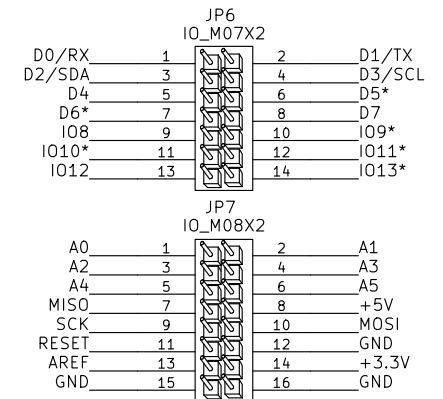 JP6
IO_M07X2
D0/RX 1 2 D1/TX
D2/SDA 3 4 D3/SCL
D4 5 6 D5*
D6* 7 8 D7
IO8 9 10 IO9*
IO10* 11 12 IO11*
IO12 13 14 IO13*
JP7
IO_M08X2
A0 1 2 A1
A2 3 4 A3
A4 5 6 A5
MISO 7 8 +5V
SCK 9 10 MOSI
RESET 11 12 GND
AREF 13 14 +3.3V
GND 15 16 GND